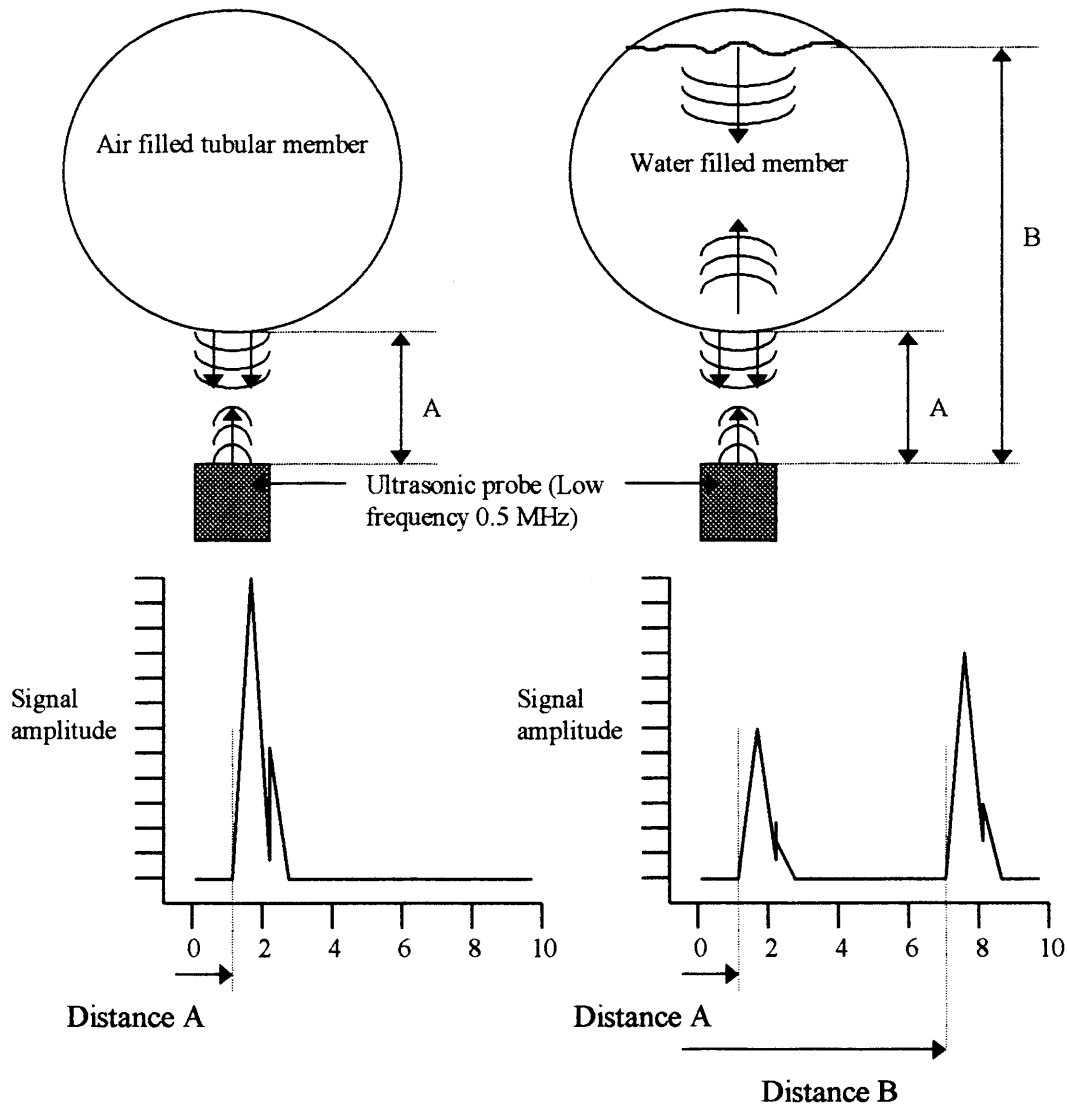 Air filled tubular member
Water filled member
B
A
A
Ultrasonic probe (Low
frequency 0.5 MHz)
Signal
amplitude
Signal
amplitude
0 2 4 6 8 10
0 2 4 6 8 10
Distance A
Distance A
Distance B